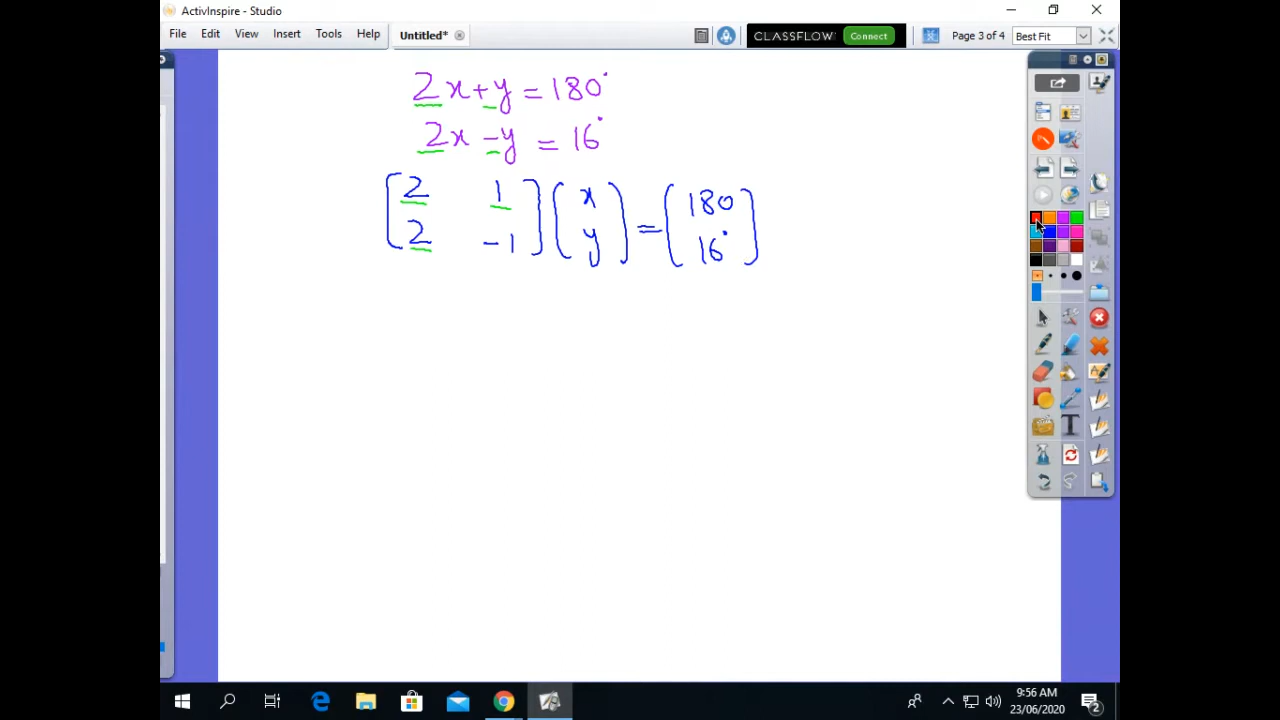 ActivInspire - Studio
File Edit View Insert Tools Help Untitled* CLASSFLOW Connect Page 3 of 4 Best Fit
2x+y=180°
2x-y=16°
[2 1] (x) = (180)
[2 -1] (y) (16°)
T
9:56 AM
23/06/2020
2